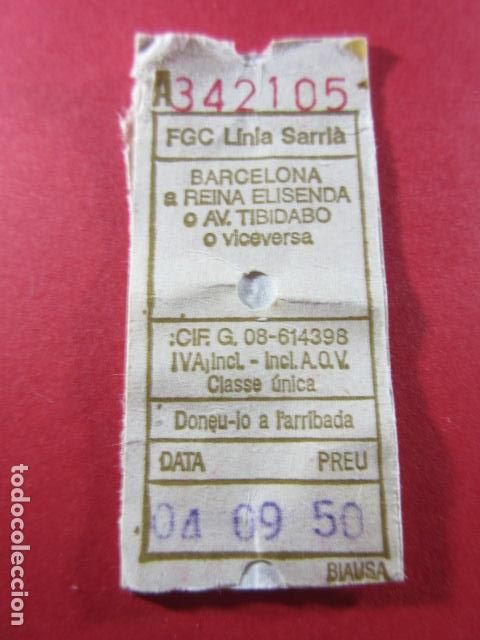 A342105
FGC Línia Sarrià
BARCELONA
a REINA ELISENDA
o AV. TIBIDABO
o viceversa
:CIF. G. 08-614398
IVA Incl. - Incl. A.O.V.
Classe única
Doneu-lo a l'arribada
DATA PREU
04 09 50
BIAUSA
todocoleccion